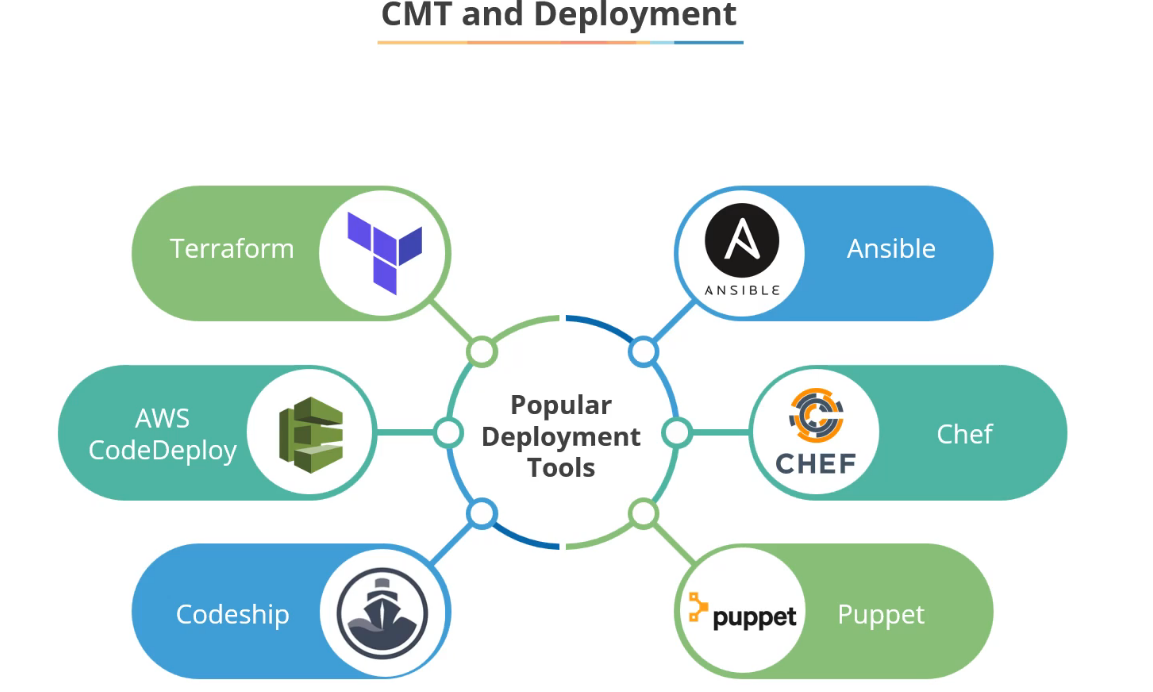 CMT and Deployment
Terraform
ANSIBLE
Ansible
AWS
CodeDeploy
Popular
Deployment
Tools
CHEF
Chef
Codeship
puppet
Puppet